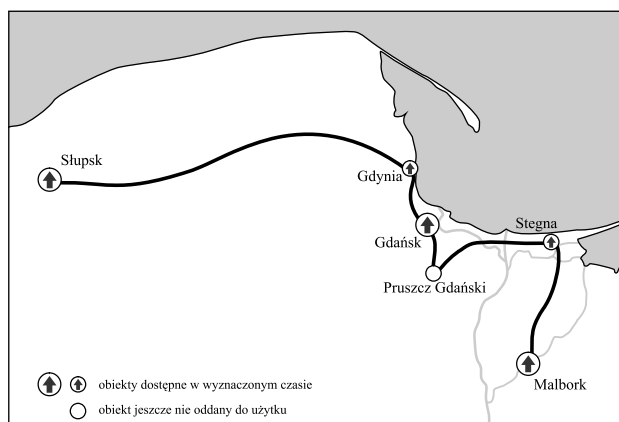 Słupsk
Gdynia
Stegna
Gdańsk
Pruszcz Gdański
Malbork
obiekty dostępne w wyznaczonym czasie
obiekt jeszcze nie oddany do użytku